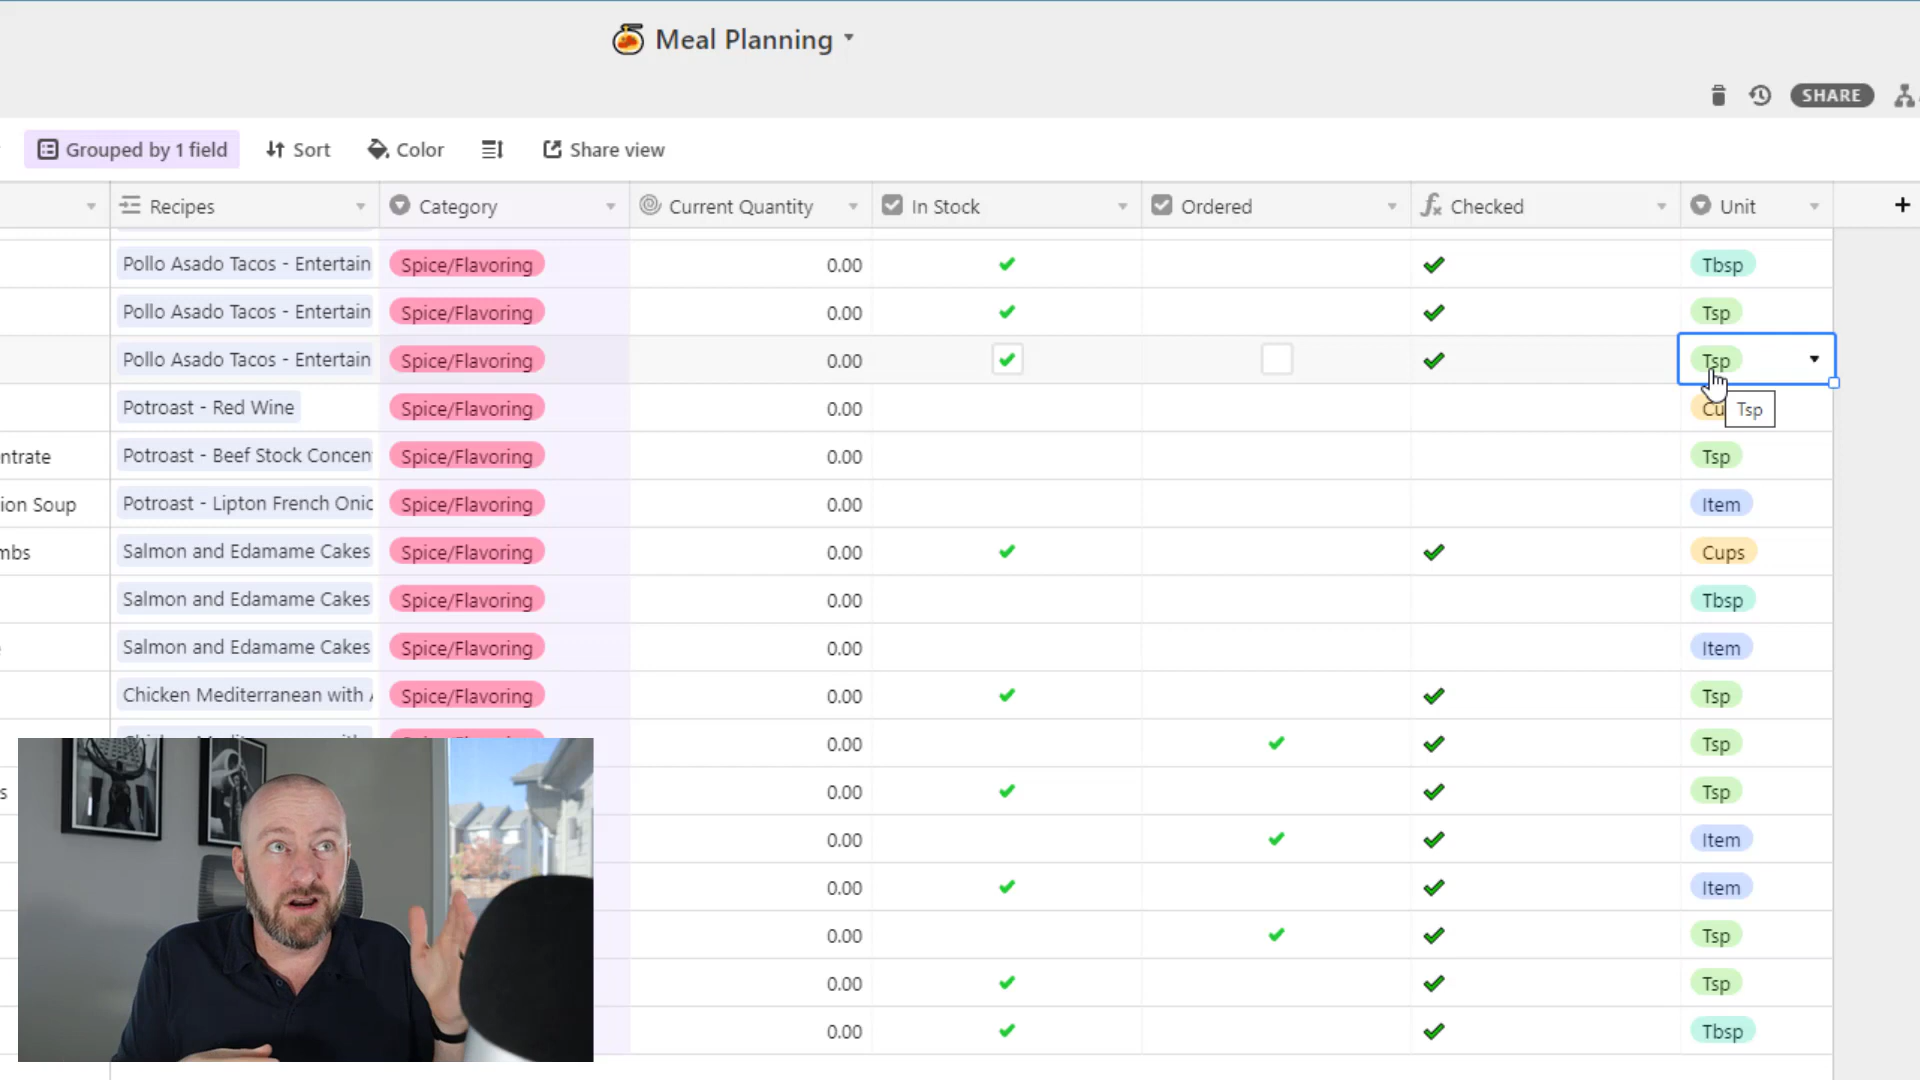 Meal Planning
SHARE
Grouped by 1 field Sort Color Share view
Recipes Category Current Quantity In Stock Ordered Checked Unit
Pollo Asado Tacos - Entertain Spice/Flavoring 0.00 Tbsp
Pollo Asado Tacos - Entertain Spice/Flavoring 0.00 Tsp
Pollo Asado Tacos - Entertain Spice/Flavoring 0.00 Tsp
Potroast - Red Wine Spice/Flavoring 0.00 Cu Tsp
ntrate Potroast - Beef Stock Concen Spice/Flavoring 0.00 Tsp
ion Soup Potroast - Lipton French Onic Spice/Flavoring 0.00 Item
mbs Salmon and Edamame Cakes Spice/Flavoring 0.00 Cups
Salmon and Edamame Cakes Spice/Flavoring 0.00 Tbsp
Salmon and Edamame Cakes Spice/Flavoring 0.00 Item
Chicken Mediterranean with Spice/Flavoring 0.00 Tsp
0.00 Tsp
s 0.00 Tsp
0.00 Item
0.00 Item
0.00 Tsp
0.00 Tsp
0.00 Tbsp